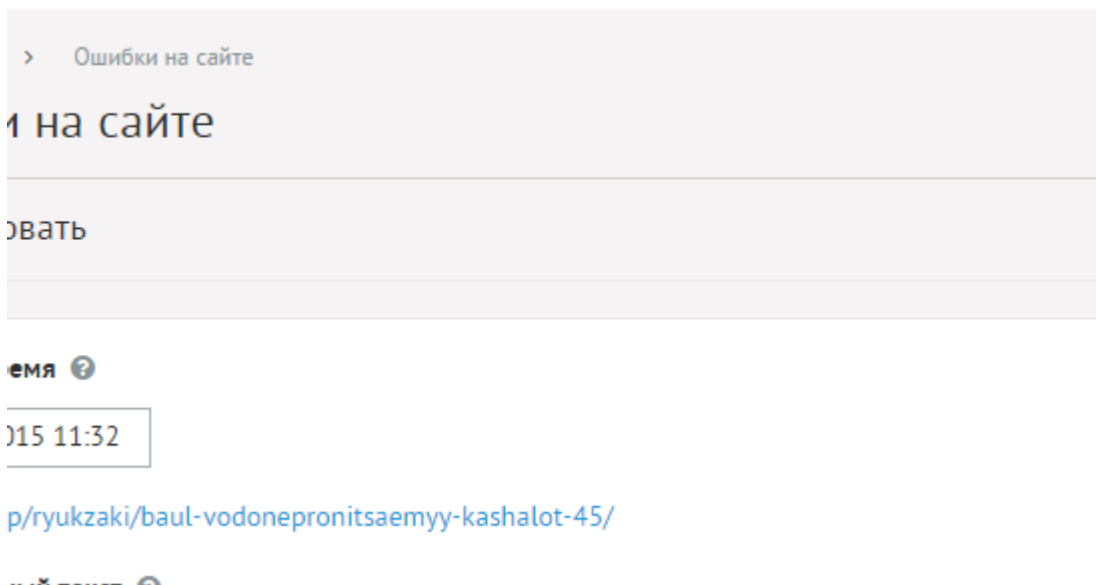 > Ошибки на сайте
и на сайте
овать
емя
015 11:32
p/ryukzaki/baul-vodonepronitsaemyy-kashalot-45/